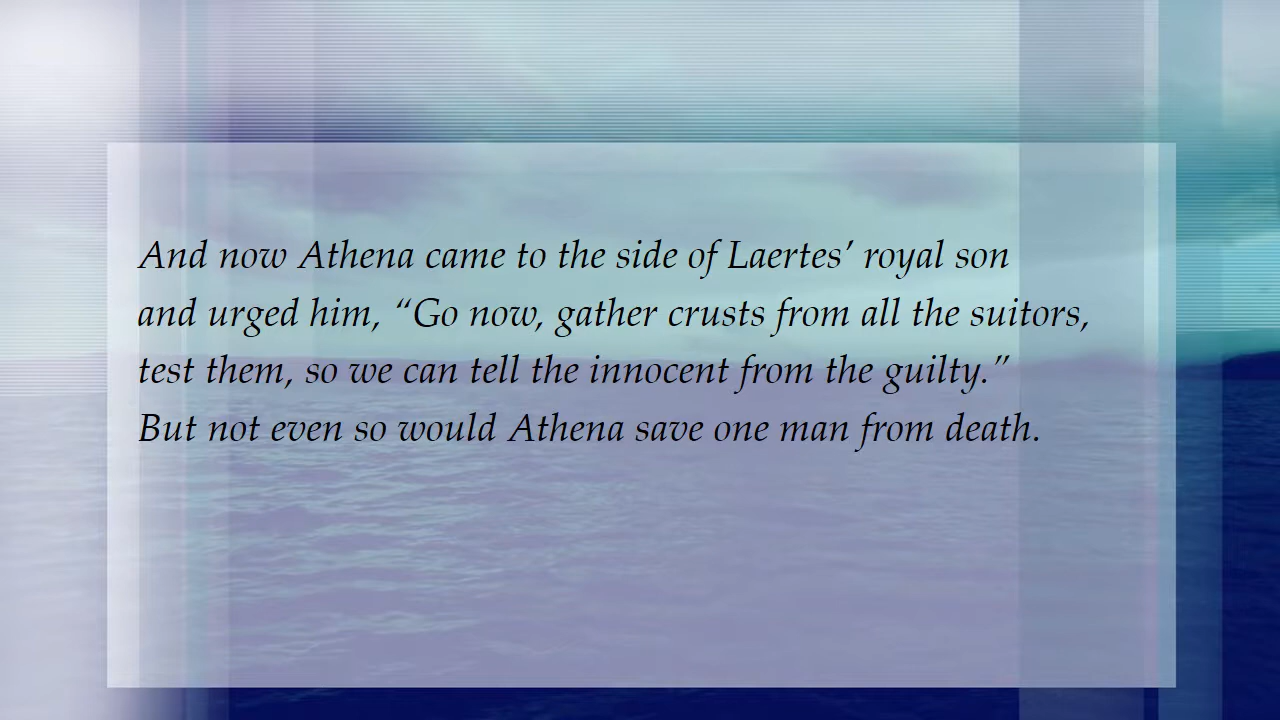 And now Athena came to the side of Laertes’ royal son
and urged him, “Go now, gather crusts from all the suitors,
test them, so we can tell the innocent from the guilty.”
But not even so would Athena save one man from death.